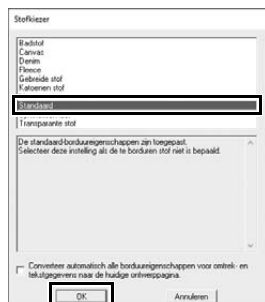 Stofkiezer
Badstof
Canvas
Denim
Fleece
Gebreide stof
Katoenen stof
Standaard
Transparante stof
De standaard-borduureigenschappen zijn toegepast.
Selecteer deze instelling als de te borduren stof niet is bepaald.
Converteer automatisch alle borduureigenschappen voor omtrek- en
tekstgegevens naar de huidige ontwerppagina.
OK
Annuleren